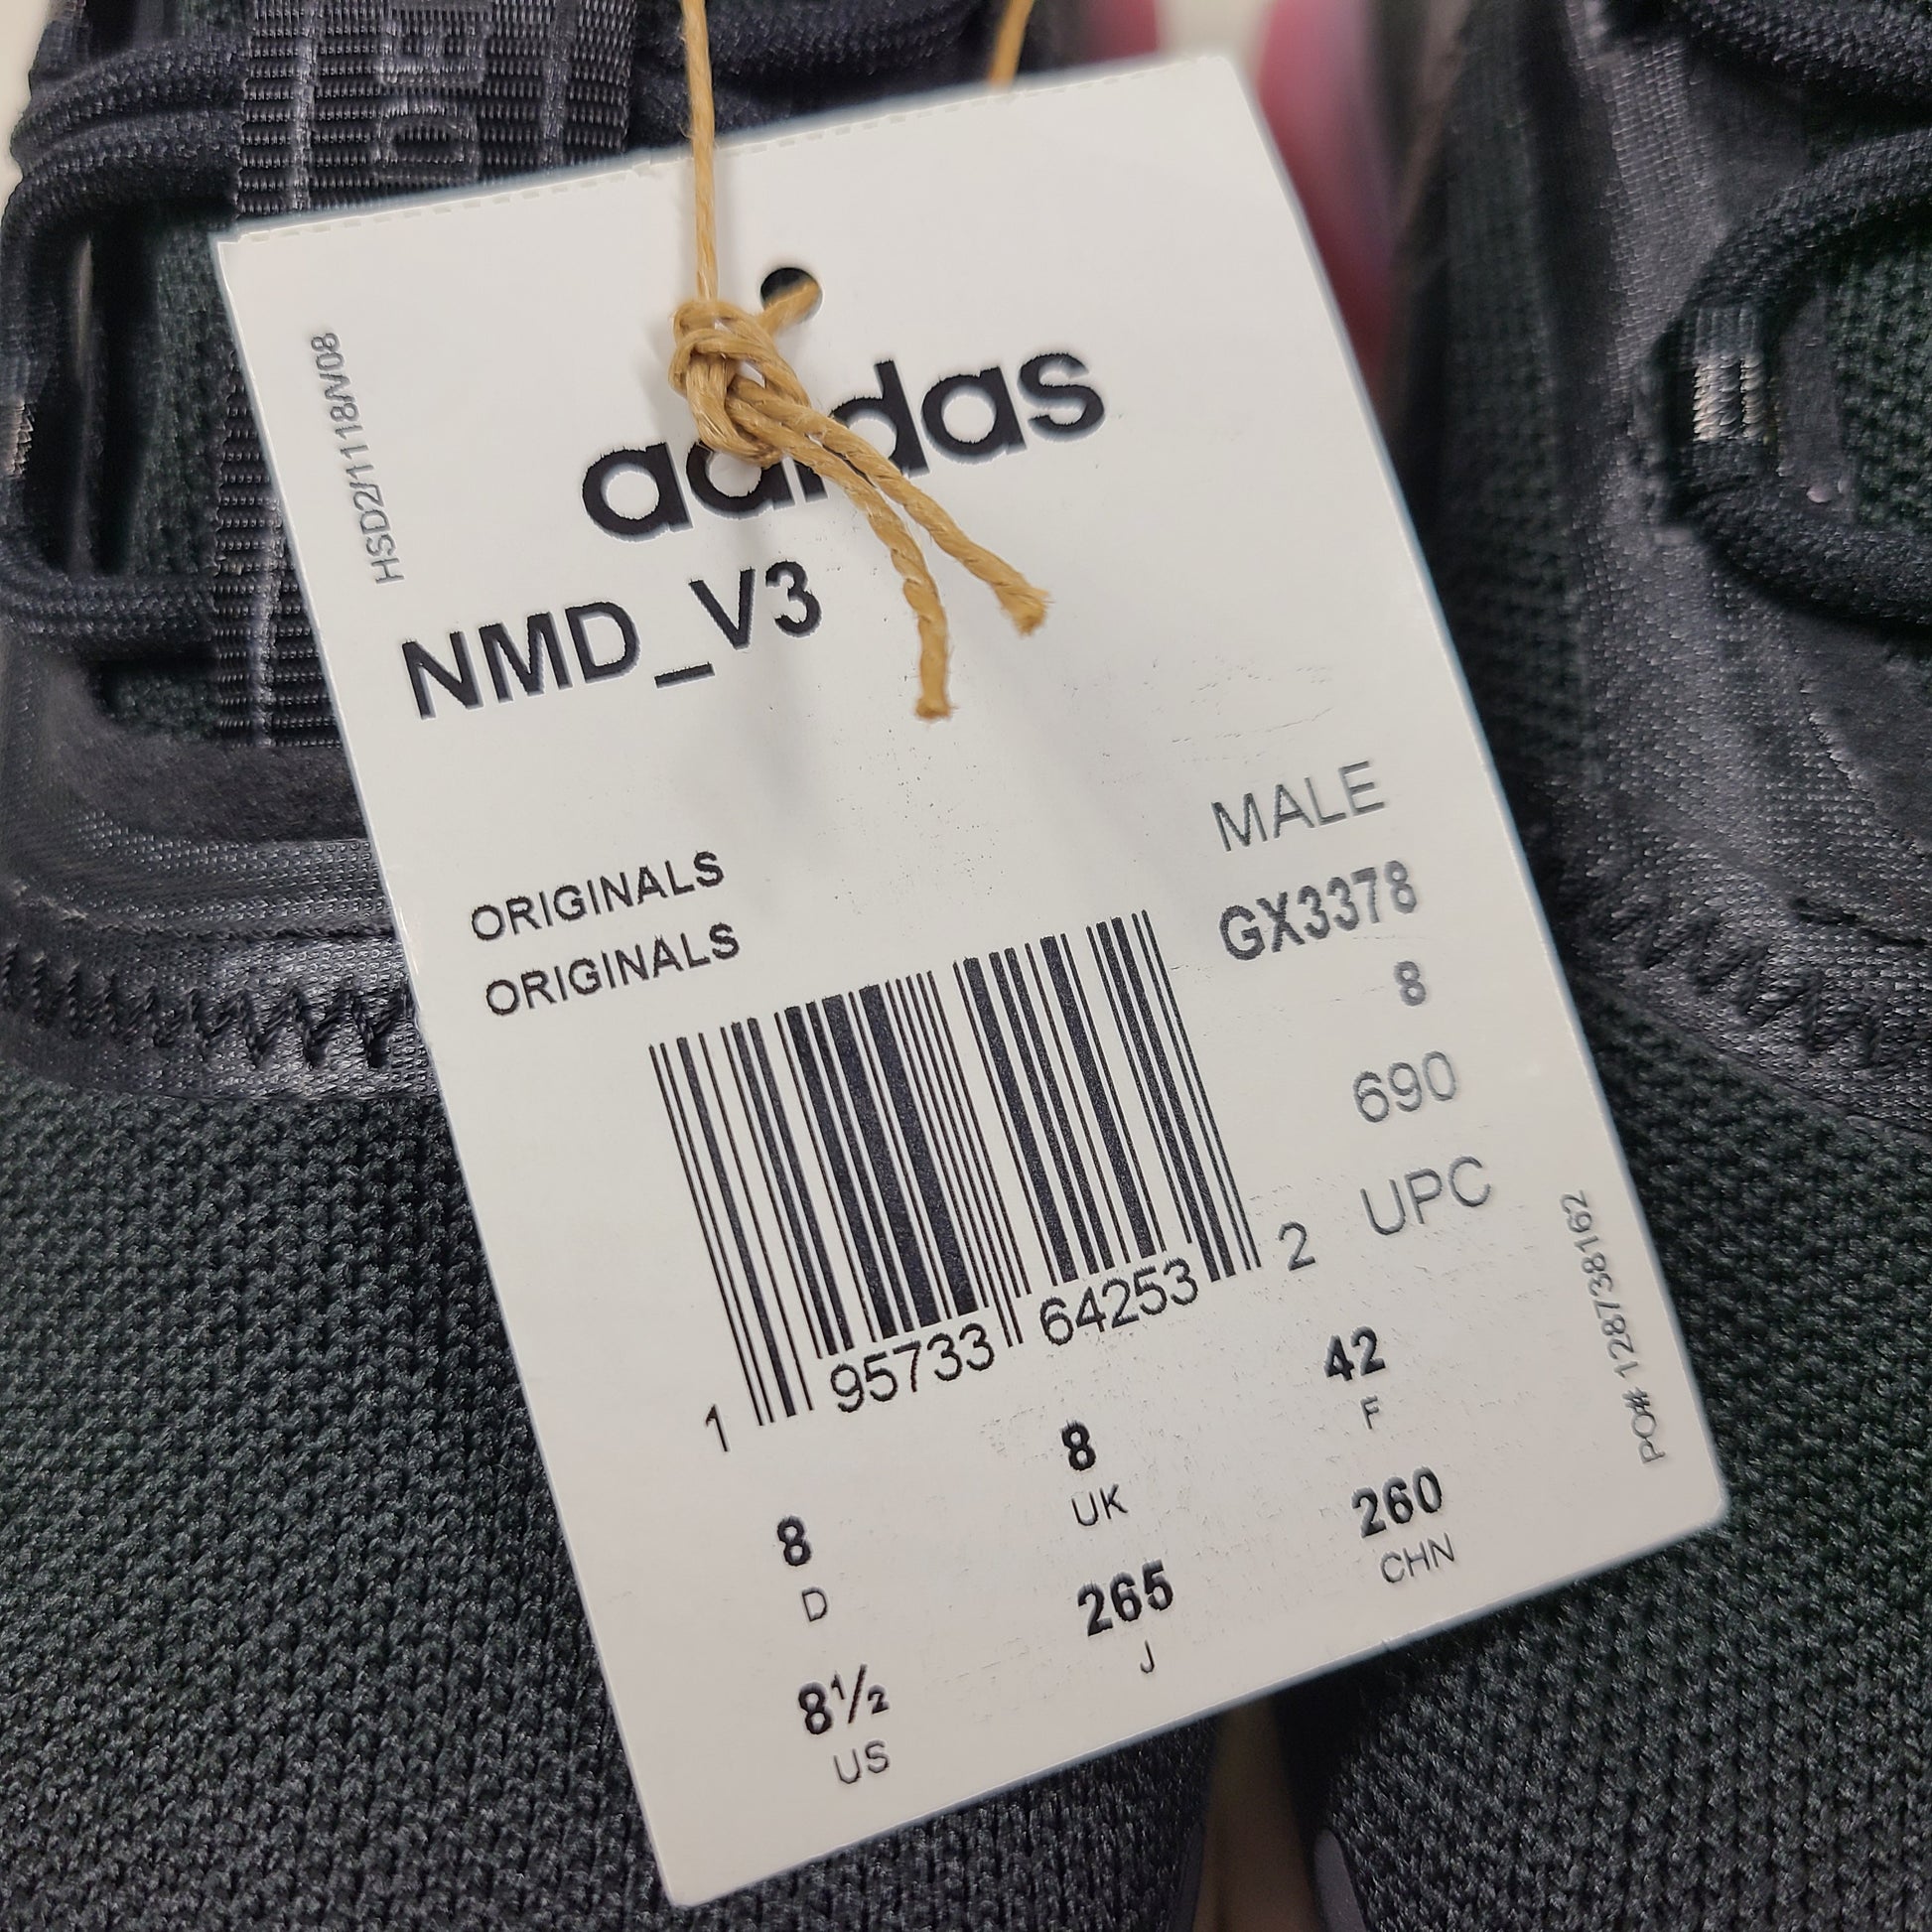 HSD2/1118/V08
adidas
NMD_V3
MALE
ORIGINALS
GX3378
ORIGINALS
8
690
UPC
1 95733 64253 2
PO# 1287386162
8 8 42
D UK F
8½ 265 260
US J CHN